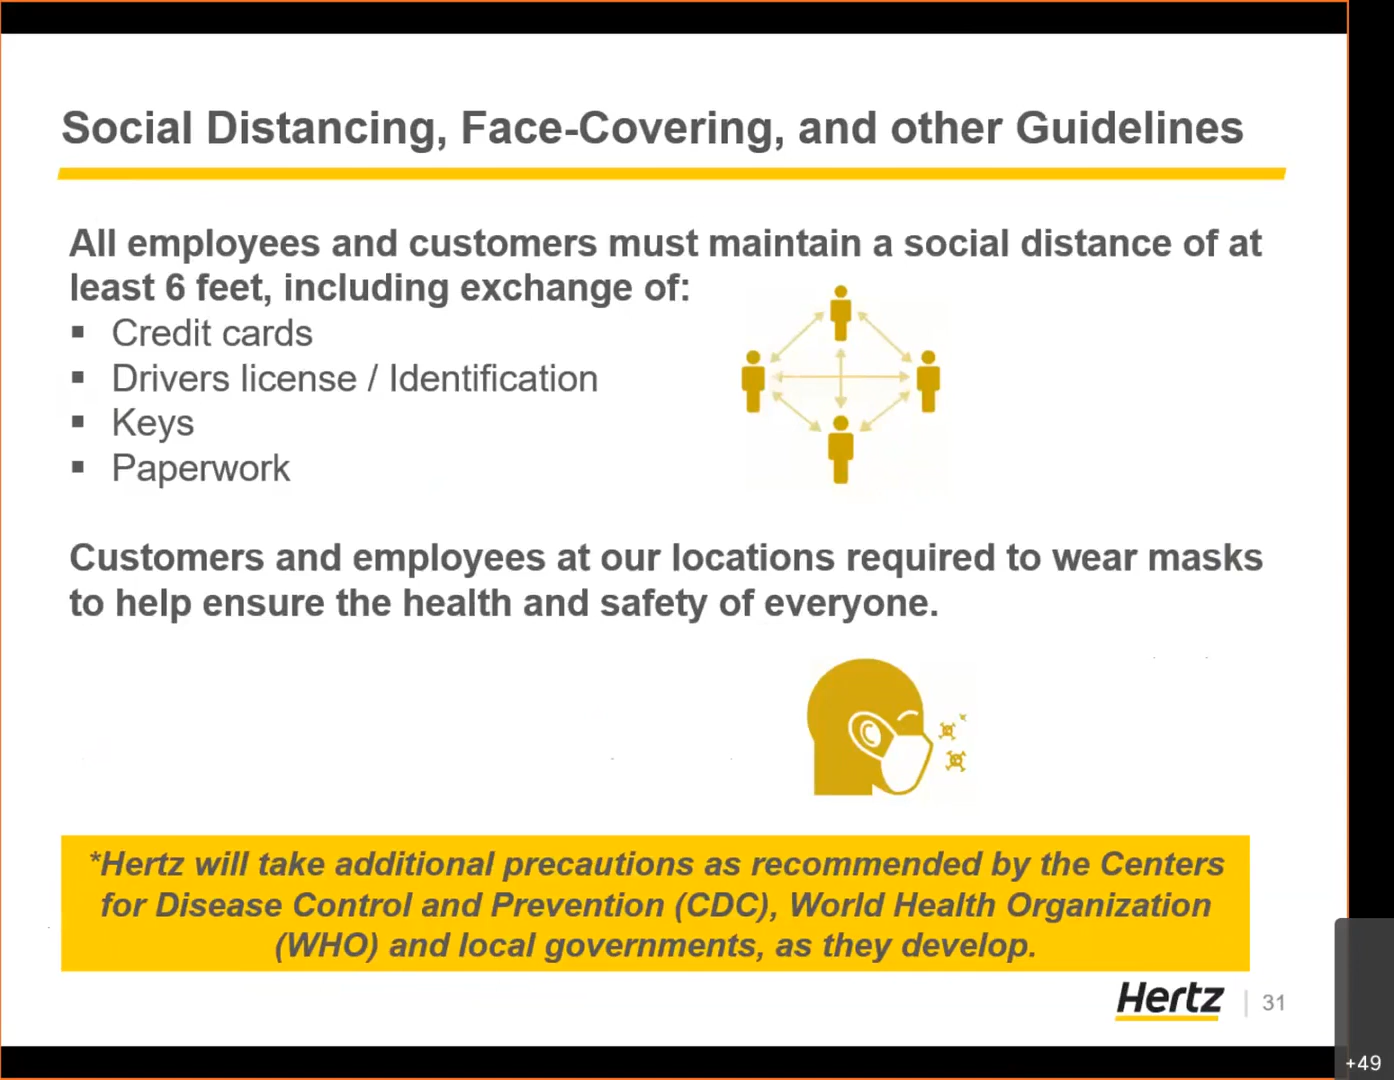 Social Distancing, Face-Covering, and other Guidelines
All employees and customers must maintain a social distance of at
least 6 feet, including exchange of:
▪ Credit cards
▪ Drivers license / Identification
▪ Keys
▪ Paperwork
Customers and employees at our locations required to wear masks
to help ensure the health and safety of everyone.
*Hertz will take additional precautions as recommended by the Centers
for Disease Control and Prevention (CDC), World Health Organization
(WHO) and local governments, as they develop.
Hertz | 31
+49